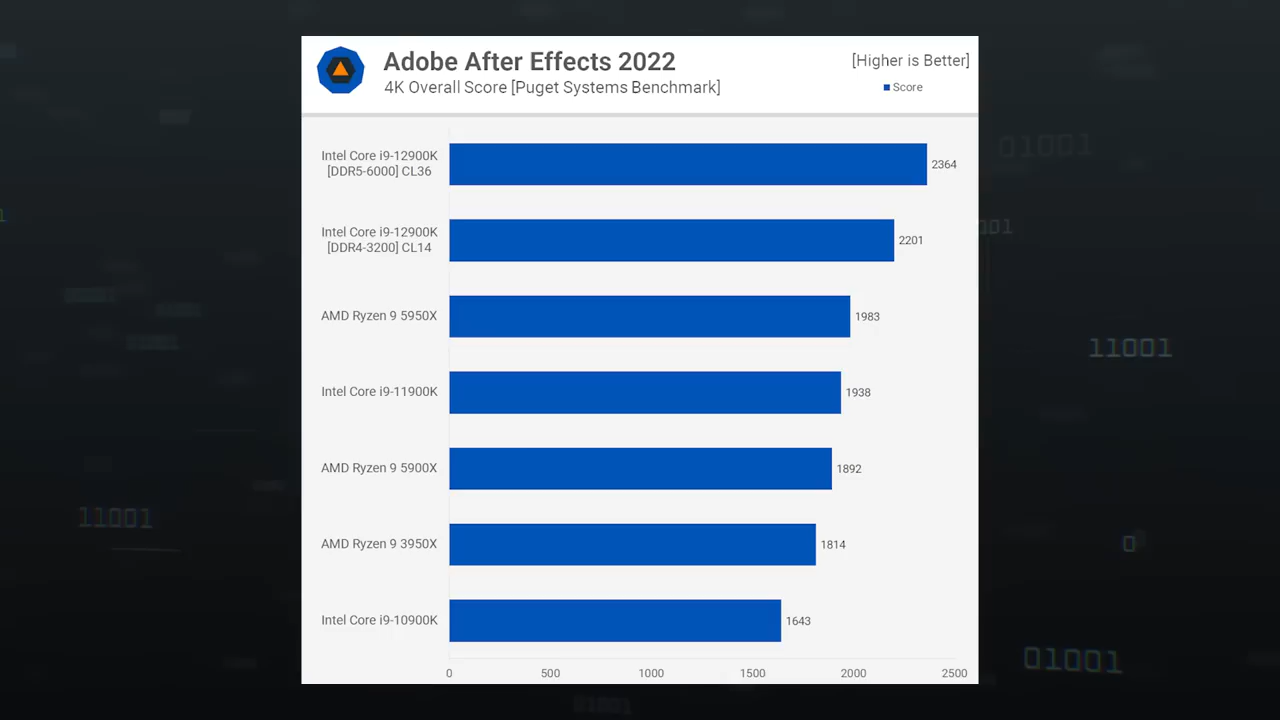 Adobe After Effects 2022
4K Overall Score [Puget Systems Benchmark]
[Higher is Better]
Score
Intel Core i9-12900K
[DDR5-6000] CL36
2364
Intel Core i9-12900K
[DDR4-3200] CL14
2201
AMD Ryzen 9 5950X
1983
Intel Core i9-11900K
1938
AMD Ryzen 9 5900X
1892
AMD Ryzen 9 3950X
1814
Intel Core i9-10900K
1643
0 500 1000 1500 2000 2500
01001
11001
11001
0
01001
01001